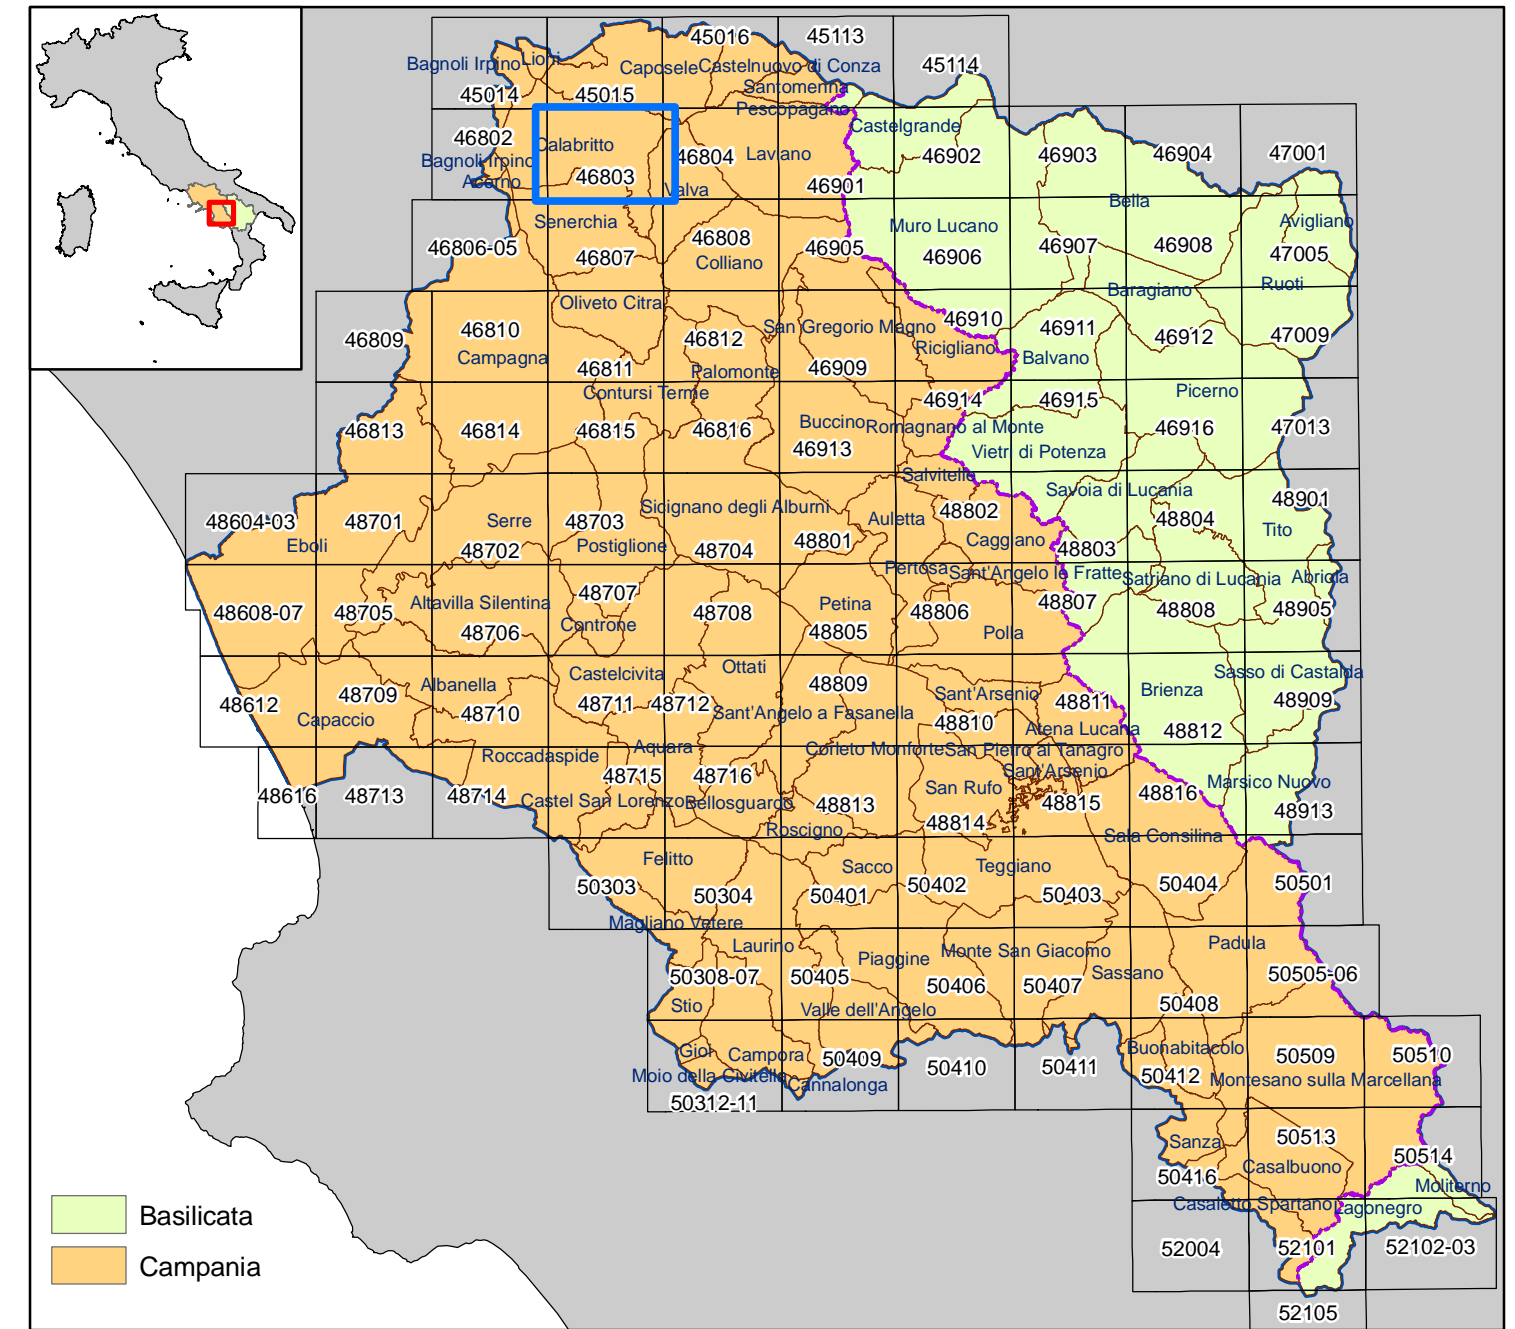 45016
45113
Bagnoli Irpino
Lioni
Caposele
Castelnuovo di Conza
45114
45014
45015
Santomenna
Pescopagano
46802
Calabritto
Castelgrande
Bagnoli Irpino
46804
Laviano
46902
46903
46904
47001
Acerno
46803
Valva
46901
Senerchia
Muro Lucano
Bella
Avigliano
46806-05
46807
46808
Colliano
46905
46906
46907
46908
47005
Oliveto Citra
Baragiano
Ruoti
46809
46810
46812
San Gregorio Magno
46910
46911
46912
47009
Campagna
46811
Palomonte
46909
Ricigliano
Balvano
Contursi Terme
46914
46915
Picerno
46813
46814
46815
46816
Buccino
Romagnano al Monte
46916
47013
46913
Vietri di Potenza
Salvitelle
48604-03
48701
Serre
48703
Sicignano degli Alburni
Auletta
48802
Savoia di Lucania
48804
48901
Eboli
48702
Postiglione
48704
48801
Caggiano
48803
Tito
Pertosa
Sant'Angelo le Fratte
Satriano di Lucania
Abriola
48608-07
48705
Altavilla Silentina
48707
48708
Petina
48806
48807
48808
48905
48706
Controne
48805
Polla
48612
48709
Albanella
Castelcivita
Ottati
48809
Sant'Arsenio
48811
Brienza
Sasso di Castalda
Capaccio
48710
48711
48712
Sant'Angelo a Fasanella
48810
Atena Lucana
48812
48909
Roccadaspide
Aquara
Corleto Monforte
San Pietro al Tanagro
48715
48716
Sant'Arsenio
Marsico Nuovo
48616
48713
48714
Castel San Lorenzo
Bellosguardo
48813
San Rufo
48815
48816
48913
Roscigno
48814
Sala Consilina
Felitto
Sacco
Teggiano
50303
50304
50401
50402
50403
50404
50501
Magliano Vetere
Laurino
Piaggine
Monte San Giacomo
Padula
50308-07
50405
50406
50407
Sassano
50505-06
Stio
Valle dell'Angelo
50408
Gioi
Campora
50409
50410
50411
Buonabitacolo
50509
50510
Moio della Civitella
Cannalonga
50412
Montesano sulla Marcellana
50312-11
Sanza
50513
50416
Casalbuono
50514
Moliterno
Casaletto Spartano
Lagonegro
Basilicata
52004
52101
52102-03
Campania
52105